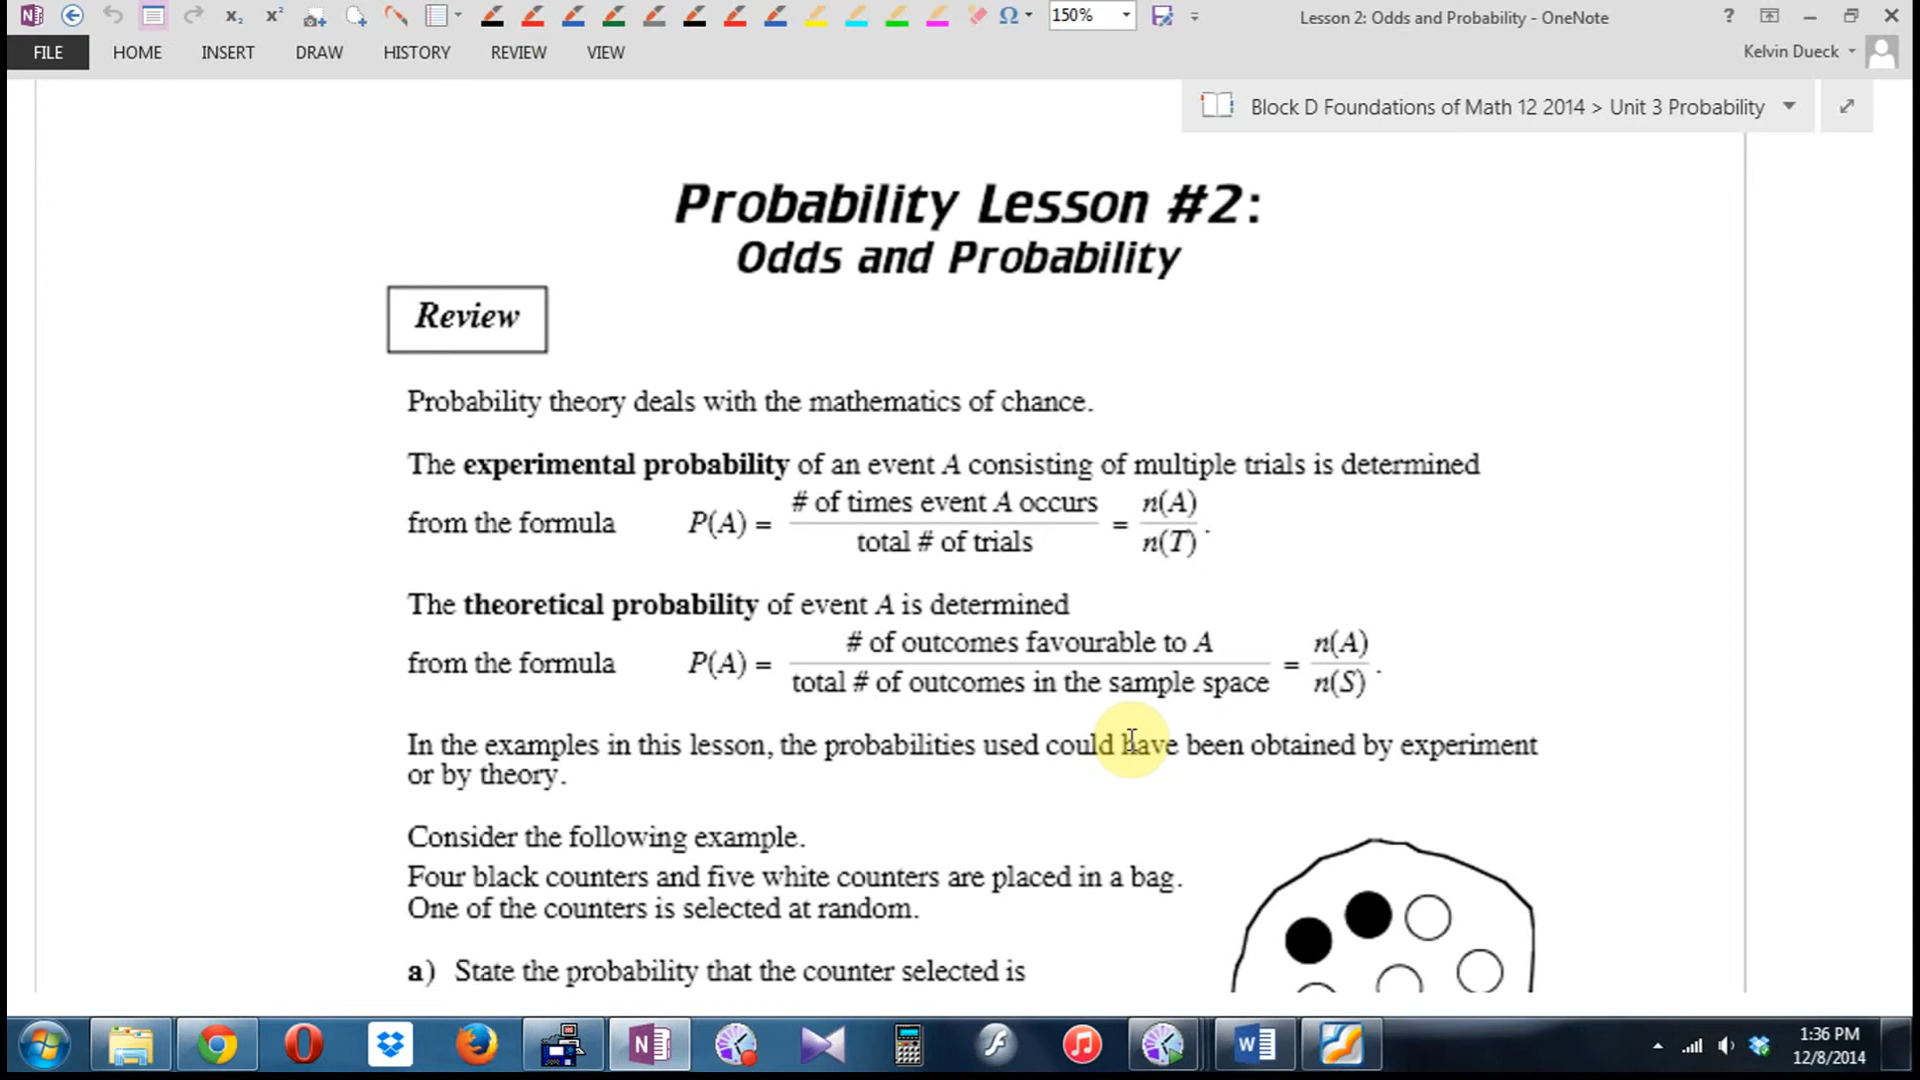 x₂ x² Ω 150% Lesson 2: Odds and Probability - OneNote ?
FILE HOME INSERT DRAW HISTORY REVIEW VIEW Kelvin Dueck
Block D Foundations of Math 12 2014 > Unit 3 Probability
Probability Lesson #2:
Odds and Probability
Review
Probability theory deals with the mathematics of chance.
The experimental probability of an event A consisting of multiple trials is determined
from the formula P(A) = # of times event A occurs / total # of trials = n(A) / n(T) .
The theoretical probability of event A is determined
from the formula P(A) = # of outcomes favourable to A / total # of outcomes in the sample space = n(A) / n(S) .
In the examples in this lesson, the probabilities used could have been obtained by experiment
or by theory.
Consider the following example.
Four black counters and five white counters are placed in a bag.
One of the counters is selected at random.
a) State the probability that the counter selected is
1:36 PM
12/8/2014